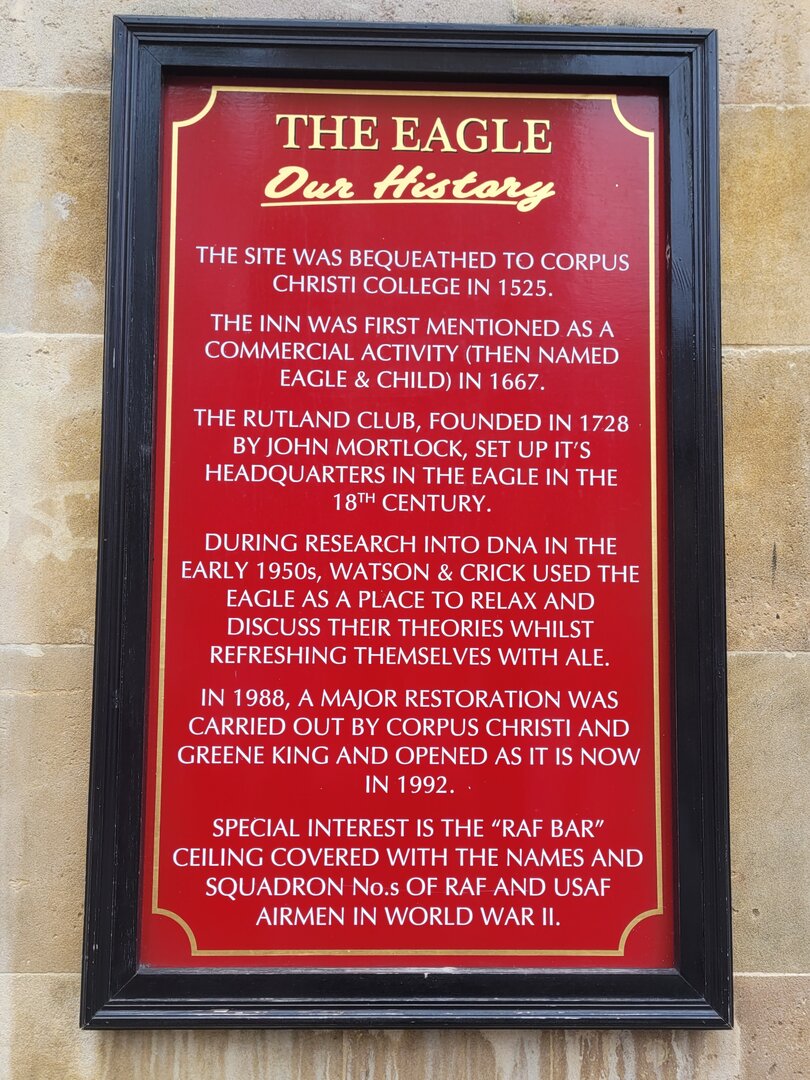 THE EAGLE
Our History
THE SITE WAS BEQUEATHED TO CORPUS
CHRISTI COLLEGE IN 1525.
THE INN WAS FIRST MENTIONED AS A
COMMERCIAL ACTIVITY (THEN NAMED
EAGLE & CHILD) IN 1667.
THE RUTLAND CLUB, FOUNDED IN 1728
BY JOHN MORTLOCK, SET UP IT'S
HEADQUARTERS IN THE EAGLE IN THE
18TH CENTURY.
DURING RESEARCH INTO DNA IN THE
EARLY 1950s, WATSON & CRICK USED THE
EAGLE AS A PLACE TO RELAX AND
DISCUSS THEIR THEORIES WHILST
REFRESHING THEMSELVES WITH ALE.
IN 1988, A MAJOR RESTORATION WAS
CARRIED OUT BY CORPUS CHRISTI AND
GREENE KING AND OPENED AS IT IS NOW
IN 1992.
SPECIAL INTEREST IS THE “RAF BAR”
CEILING COVERED WITH THE NAMES AND
SQUADRON No.s OF RAF AND USAF
AIRMEN IN WORLD WAR II.